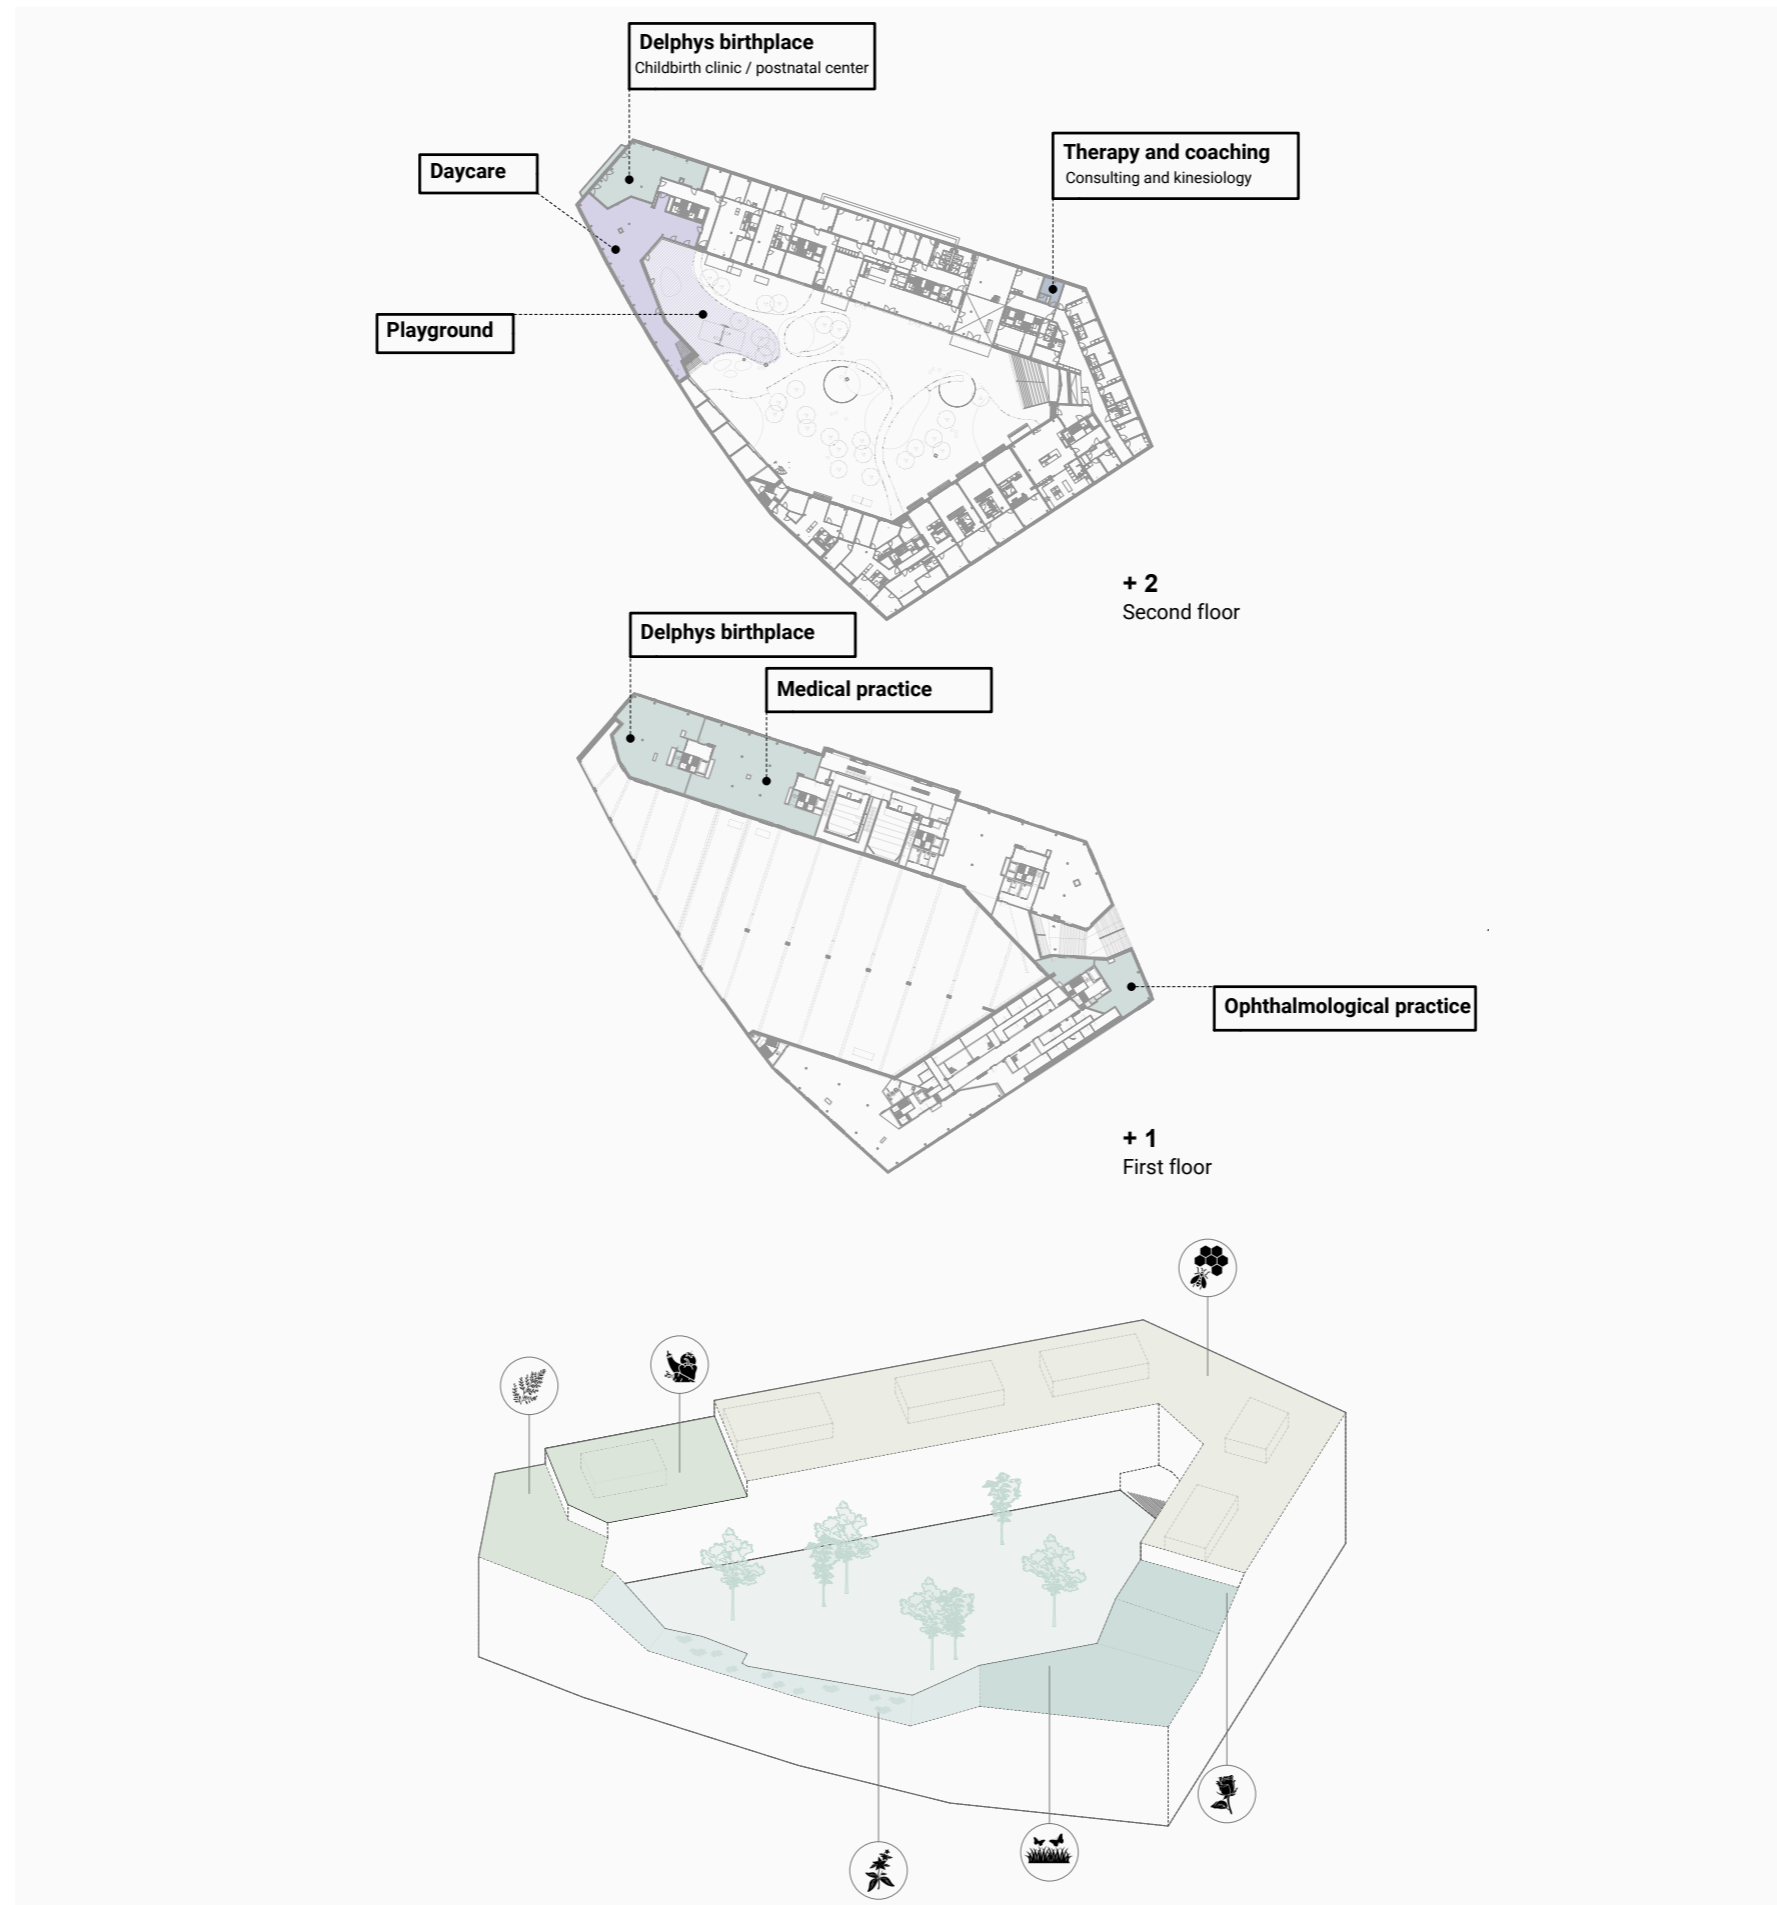 Delphys birthplace
Childbirth clinic / postnatal center
Daycare
Therapy and coaching
Consulting and kinesiology
Playground
+ 2
Second floor
Delphys birthplace
Medical practice
Ophthalmological practice
+ 1
First floor